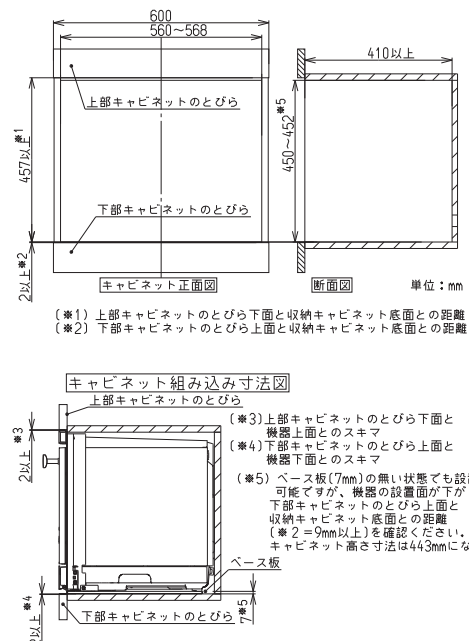 600
560～568
410以上
上部キャビネットのとびら
457以上※1
450～452※5
下部キャビネットのとびら
2以上※2
キャビネット正面図
断面図
単位：mm
(※1) 上部キャビネットのとびら下面と収納キャビネット底面との距離
(※2) 下部キャビネットのとびら上面と収納キャビネット底面との距離
キャビネット組み込み寸法図
上部キャビネットのとびら
2以上※3
(※3)上部キャビネットのとびら下面と
機器上面とのスキマ
(※4)下部キャビネットのとびら上面と
機器下面とのスキマ
(※5) ベース板(7mm)の無い状態でも設
可能ですが、機器の設置面が下が
下部キャビネットのとびら上面と
収納キャビネット底面との距離
(※2=9mm以上)を確認ください。
キャビネット高さ寸法は443mmにな
ベース板
下部キャビネットのとびら
以上※4
7※5